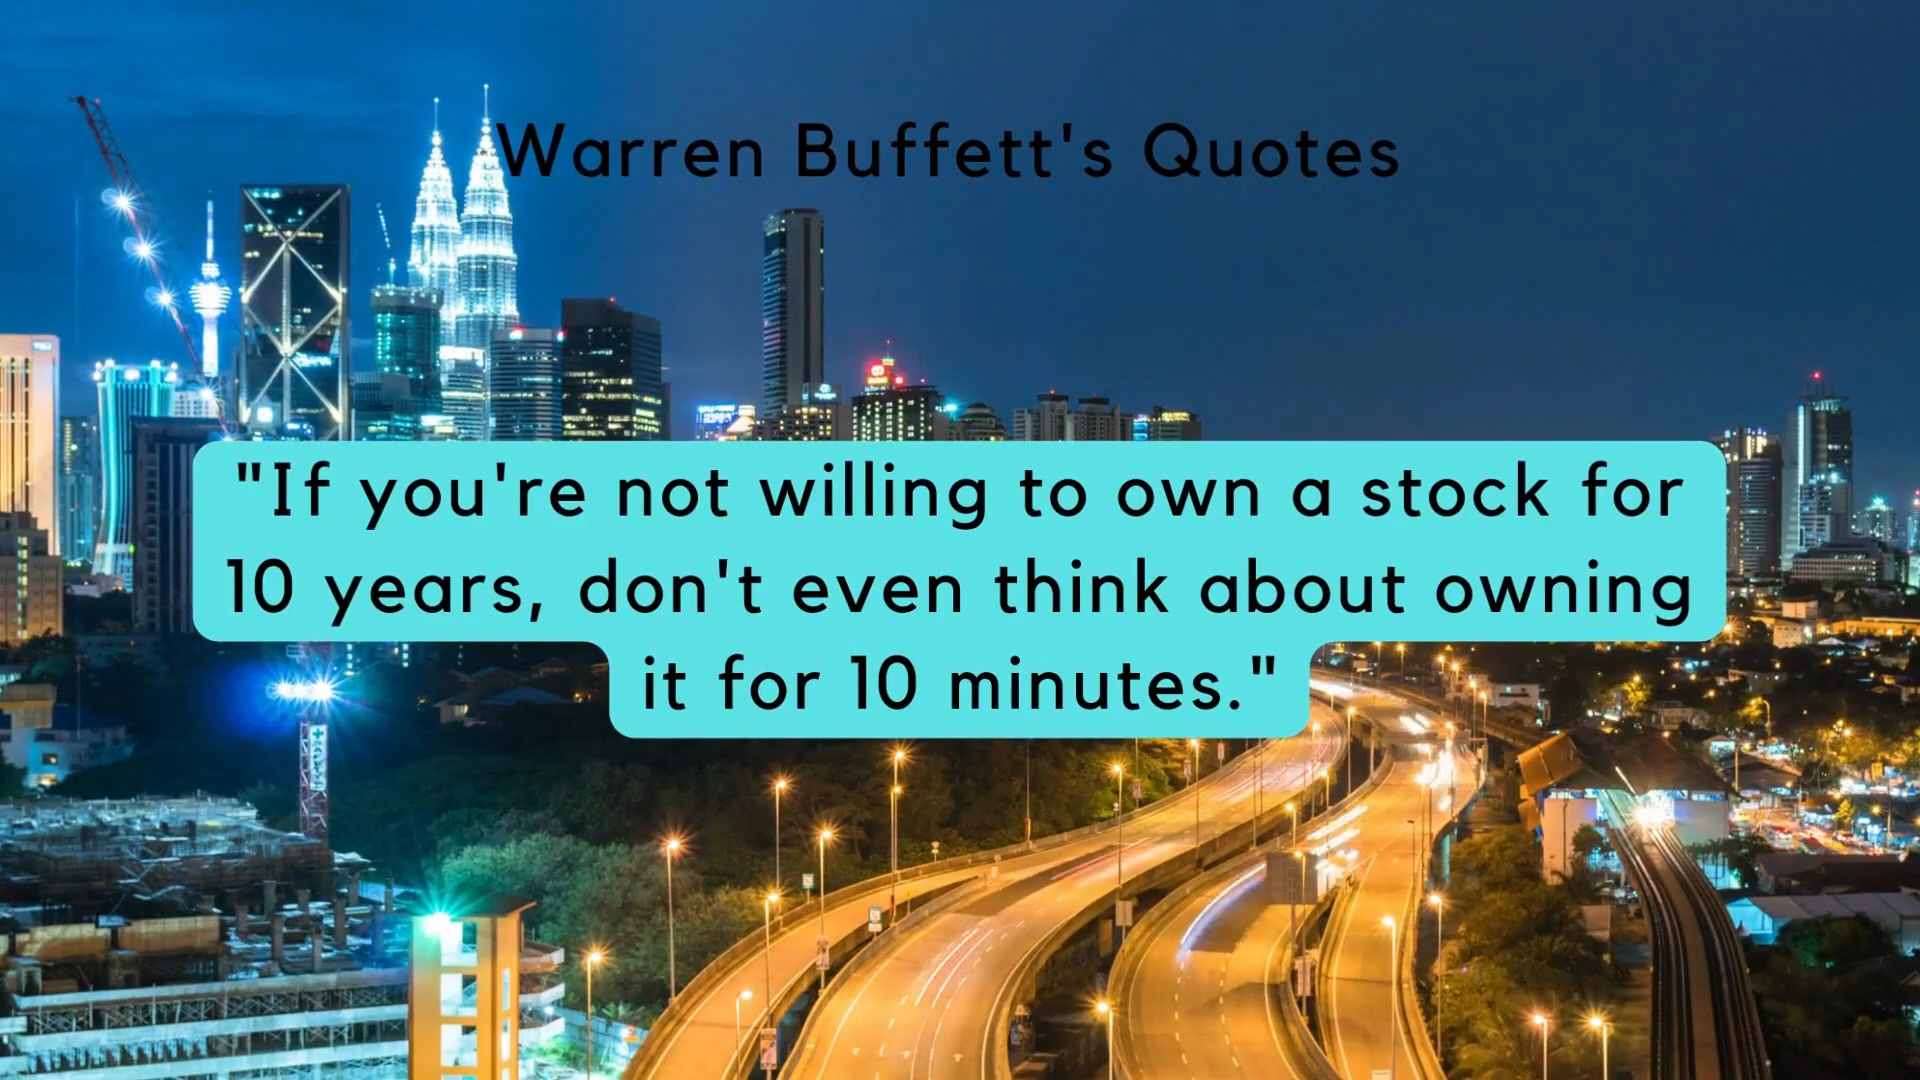 Warren Buffett's Quotes
"If you're not willing to own a stock for
10 years, don't even think about owning
it for 10 minutes."